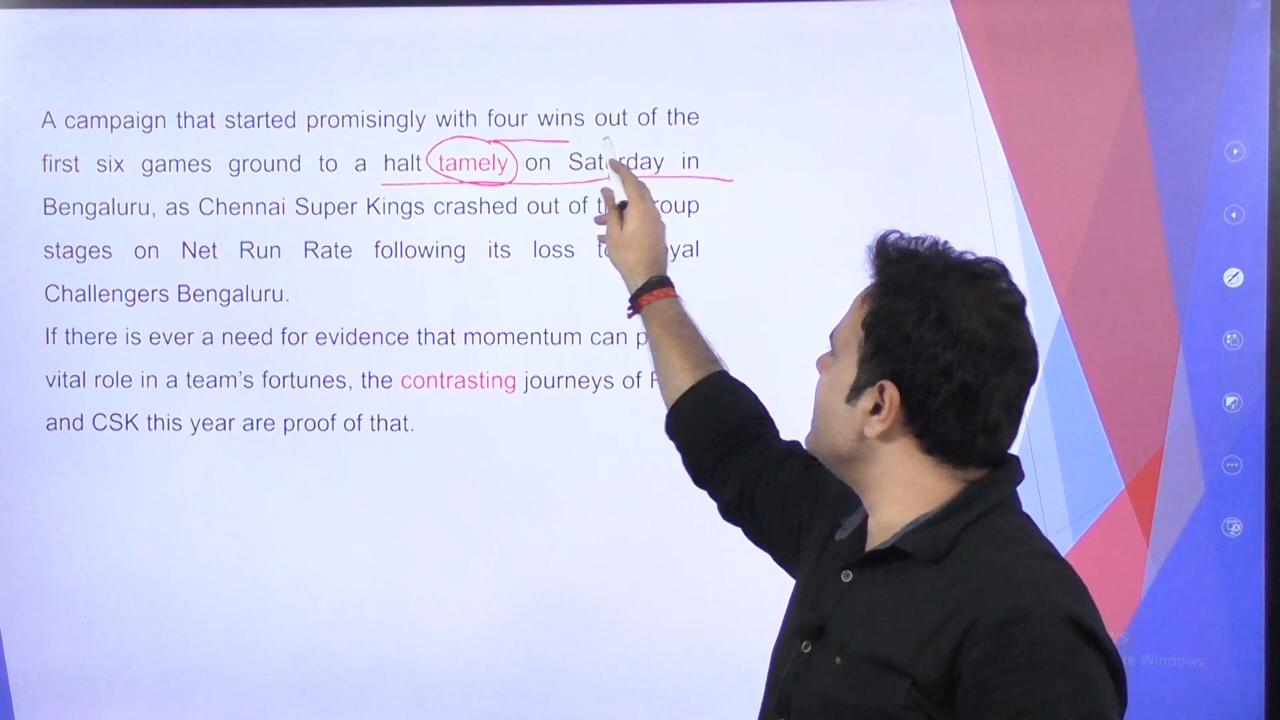 A campaign that started promisingly with four wins out of the
first six games ground to a halt tamely on Saturday in
Bengaluru, as Chennai Super Kings crashed out of
stages on Net Run Rate following its loss
Challengers Bengaluru.
If there is ever a need for evidence that momentum can
vital role in a team's fortunes, the contrasting journeys of
and CSK this year are proof of that.
Windows